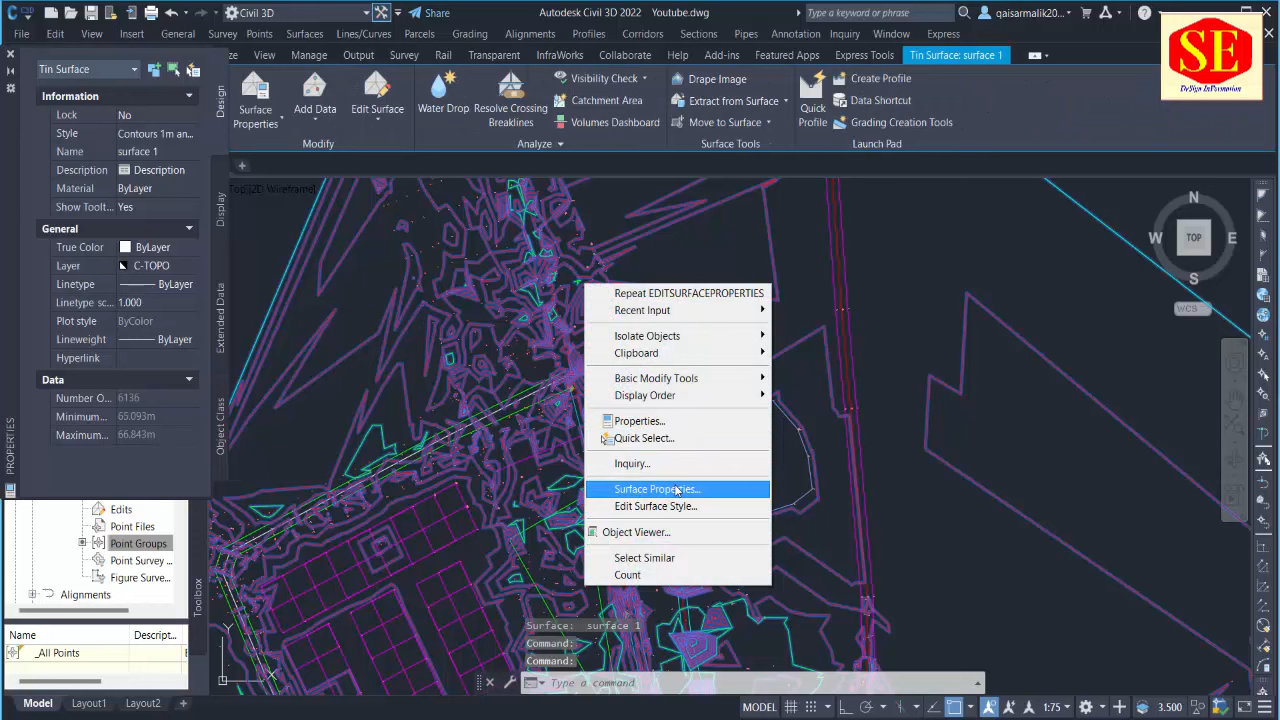 C3D
Civil 3D
Share
Autodesk Civil 3D 2022 Youtube.dwg
Type a keyword or phrase
qaisarmalik20...
File Edit View Insert General Survey Points Surfaces Lines/Curves Parcels Grading Alignments Profiles Corridors Sections Pipes Annotation Inquiry Window Express
View Manage Output Survey Rail Transparent InfraWorks Collaborate Help Add-ins Featured Apps Express Tools Tin Surface: surface 1
SE
DeSign InFormation
Tin Surface
Information
Lock No
Style Contours 1m an...
Name surface 1
Description Description
Material ByLayer
Show Toolt... Yes
General
True Color ByLayer
Layer C-TOPO
Linetype ByLayer
Linetype sc... 1.000
Plot style ByColor
Lineweight ByLayer
Hyperlink
Data
Number O... 6136
Minimum... 65.093m
Maximum... 66.843m
PROPERTIES
Design
Display
Extended Data
Object Class
Surface Properties
Add Data
Edit Surface
Modify
Water Drop
Resolve Crossing Breaklines
Visibility Check
Catchment Area
Volumes Dashboard
Analyze
Drape Image
Extract from Surface
Move to Surface
Surface Tools
Quick Profile
Create Profile
Data Shortcut
Grading Creation Tools
Launch Pad
Top][2D Wireframe]
N
W TOP E
S
WCS
Repeat EDITSURFACEPROPERTIES
Recent Input
Isolate Objects
Clipboard
Basic Modify Tools
Display Order
Properties...
Quick Select...
Inquiry...
Surface Properties...
Edit Surface Style...
Object Viewer...
Select Similar
Count
Edits
Point Files
Point Groups
Point Survey ...
Figure Surve...
Alignments
Toolbox
Name Descript...
_All Points
Y
X
Surface: surface 1
Command:
Command:
Type a command
Model Layout1 Layout2
MODEL 1:75 3.500